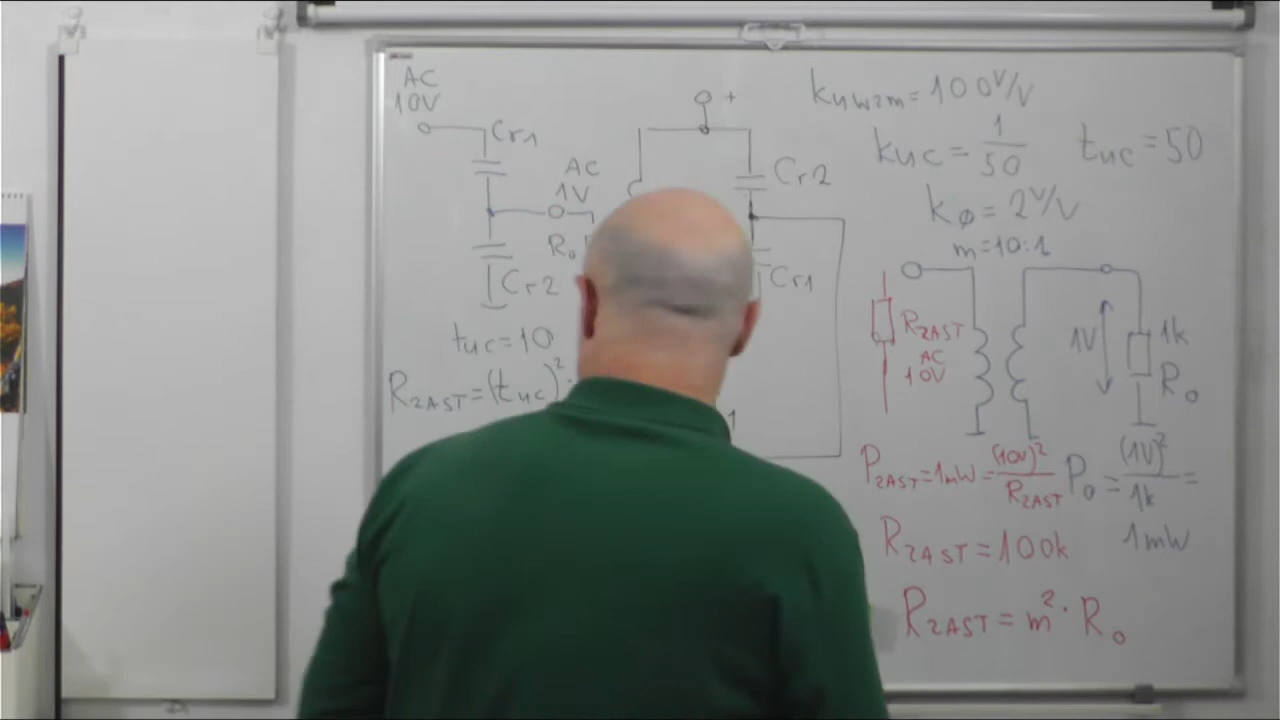 AC
10V
Cr1
AC
1V
R₀
Cr2
tuc=10
RZAST=(tuc)²
+
Cr2
Cr1
1
kuwzm=100V/V
kuc=1/50 tuc=50
kφ=2V/V
m=10:1
RZAST
AC
10V
1V
1k
R₀
PZAST=1mW=(10V)²/RZAST
P₀=(1V)²/1k=
1mW
RZAST=100k
RZAST=m²·R₀